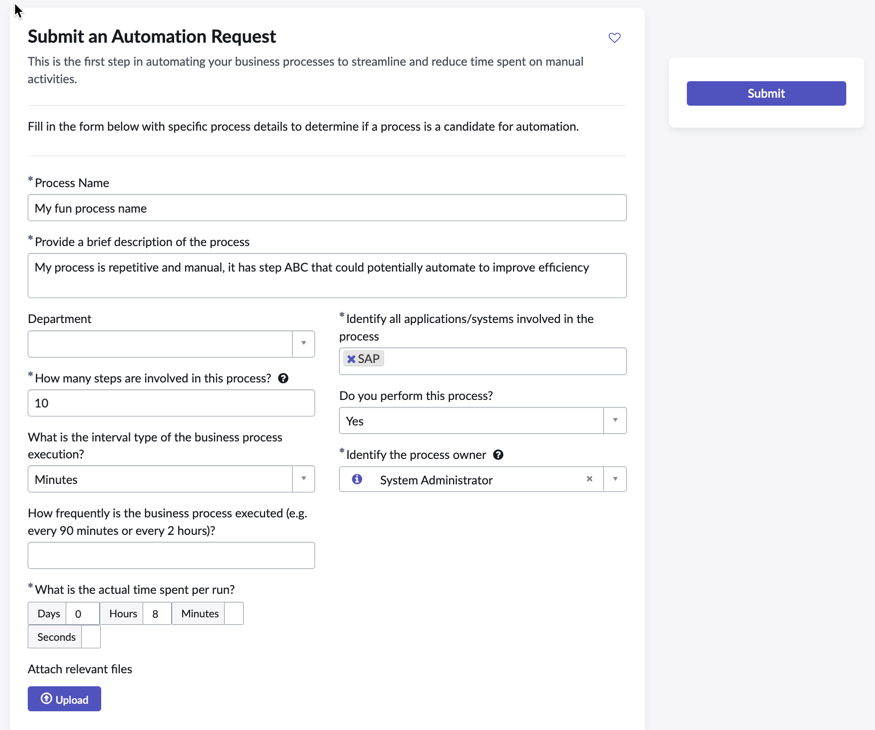 Submit an Automation Request
This is the first step in automating your business processes to streamline and reduce time spent on manual
activities.
Submit
Fill in the form below with specific process details to determine if a process is a candidate for automation.
*Process Name
My fun process name
*Provide a brief description of the process
My process is repetitive and manual, it has step ABC that could potentially automate to improve efficiency
Department
*How many steps are involved in this process?
10
What is the interval type of the business process
execution?
Minutes
How frequently is the business process executed (e.g.
every 90 minutes or every 2 hours)?
*What is the actual time spent per run?
Days 0 Hours 8 Minutes
Seconds
Attach relevant files
Upload
*Identify all applications/systems involved in the
process
SAP
Do you perform this process?
Yes
*Identify the process owner
System Administrator